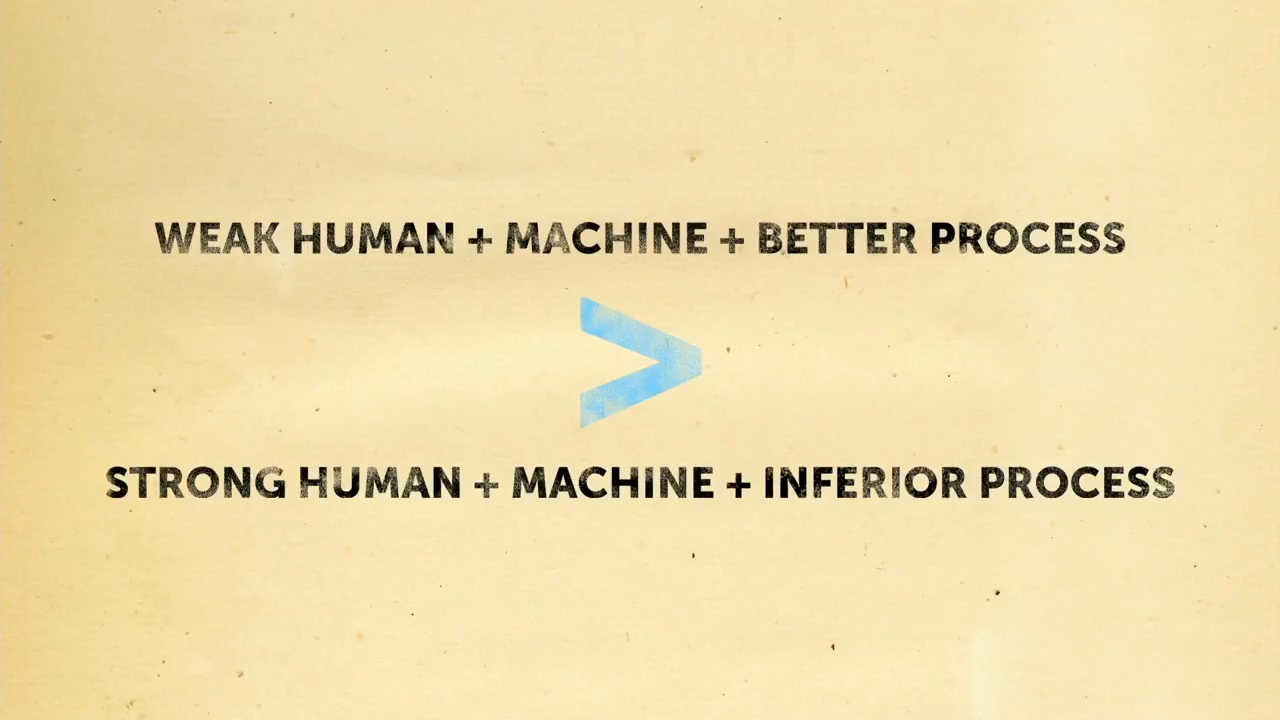 WEAK HUMAN + MACHINE + BETTER PROCESS
>
STRONG HUMAN + MACHINE + INFERIOR PROCESS